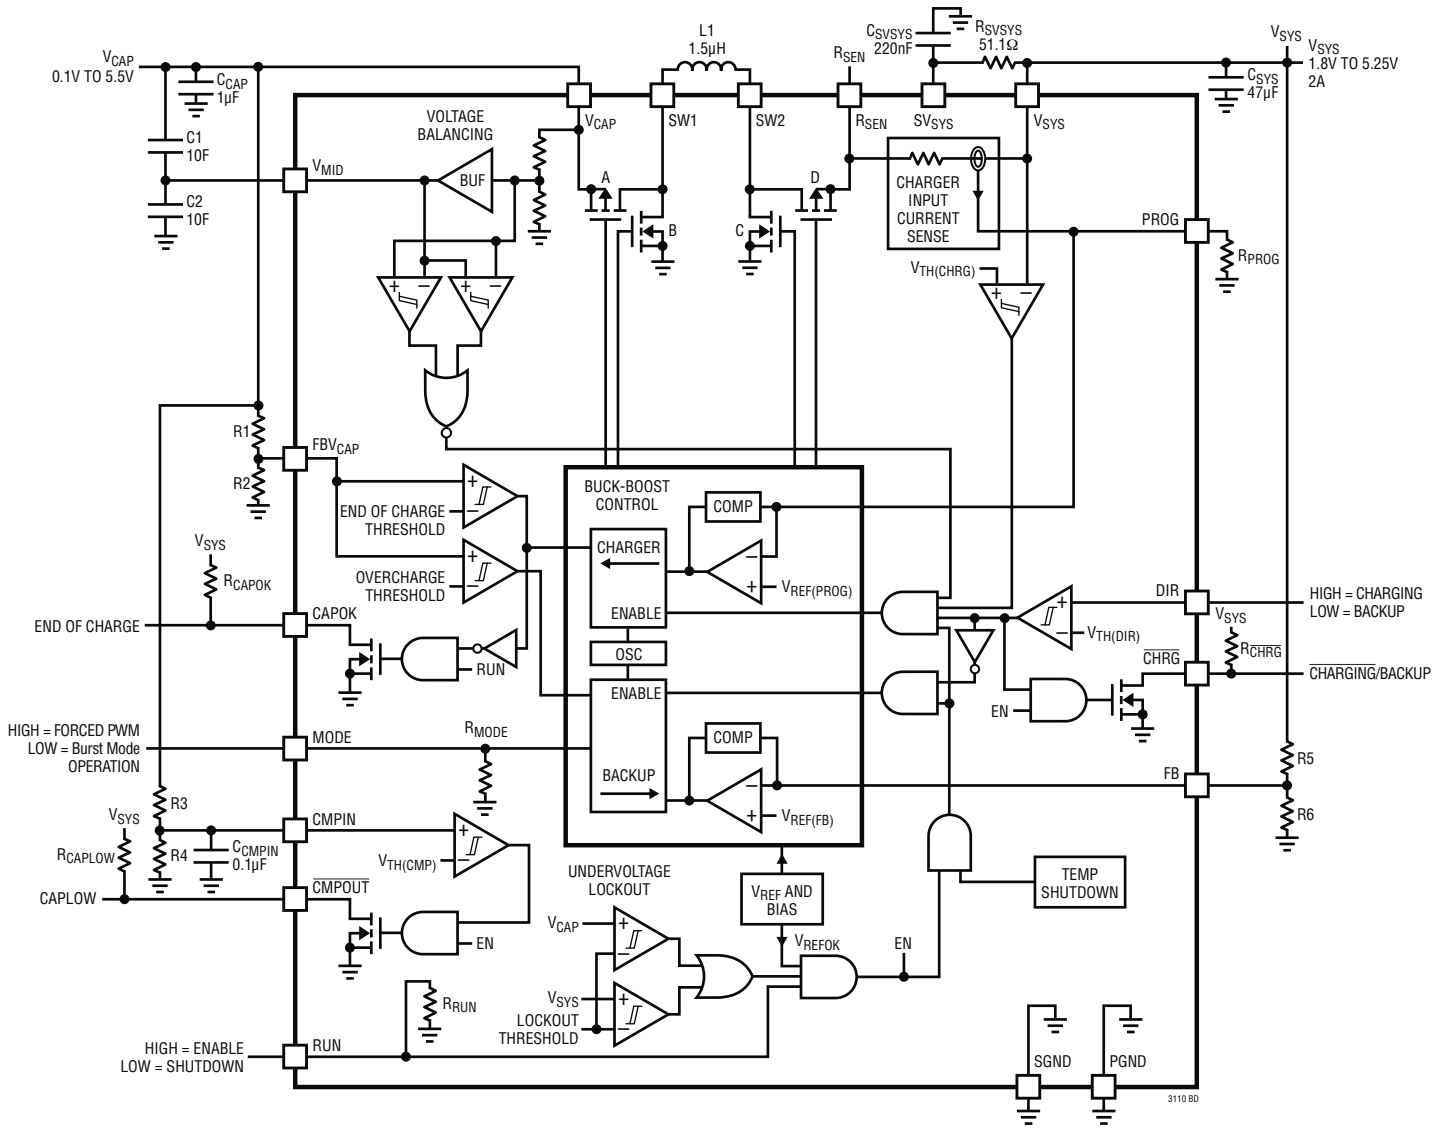 L1
1.5µH
CSVSYS
220nF
RSVSYS
51.1Ω
VSYS
VSYS
1.8V TO 5.25V
2A
VCAP
0.1V TO 5.5V
CCAP
1µF
RSEN
CSYS
47µF
VOLTAGE
BALANCING
VCAP
SW1
SW2
RSEN
SVSYS
VSYS
C1
10F
VMID
BUF
A
D
CHARGER
INPUT
CURRENT
SENSE
C2
10F
B
C
PROG
RPROG
VTH(CHRG)
+
–
+
–
+
–
+
–
R1
FBVCAP
R2
+
–
END OF CHARGE
THRESHOLD
BUCK-BOOST
CONTROL
COMP
VSYS
RCAPOK
+
–
OVERCHARGE
THRESHOLD
CHARGER
ENABLE
–
+
VREF(PROG)
DIR
HIGH = CHARGING
LOW = BACKUP
+
–
VTH(DIR)
VSYS
RCHRG
END OF CHARGE
CAPOK
RUN
OSC
CHRG
CHARGING/BACKUP
EN
HIGH = FORCED PWM
LOW = Burst Mode
OPERATION
MODE
RMODE
ENABLE
BACKUP
COMP
–
+
VREF(FB)
FB
R5
R6
R3
VSYS
RCAPLOW
R4
CMPIN
CCMPIN
0.1µF
+
–
VTH(CMP)
CAPLOW
CMPOUT
EN
UNDERVOLTAGE
LOCKOUT
VREF AND
BIAS
TEMP
SHUTDOWN
VCAP
+
–
VREFOK
EN
VSYS
+
–
LOCKOUT
THRESHOLD
RRUN
HIGH = ENABLE
LOW = SHUTDOWN
RUN
SGND
PGND
3110 BD